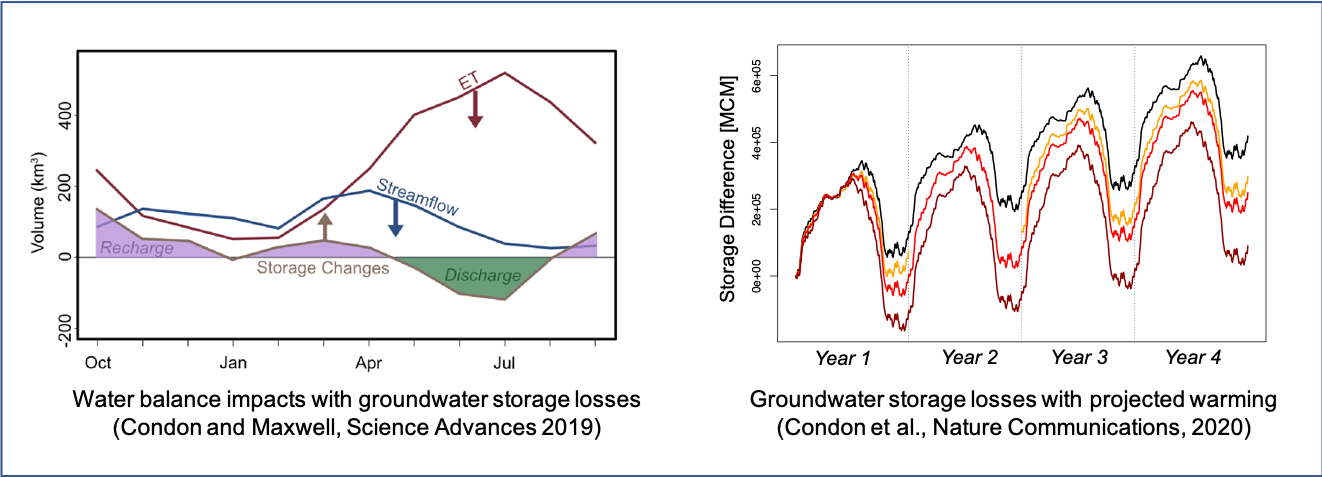 Volume (km³)
400
200
0
-200
ET
Streamflow
Recharge
Storage Changes
Discharge
Oct
Jan
Apr
Jul
Water balance impacts with groundwater storage losses
(Condon and Maxwell, Science Advances 2019)
Storage Difference [MCM]
6e+05
4e+05
2e+05
0e+00
Year 1
Year 2
Year 3
Year 4
Groundwater storage losses with projected warming
(Condon et al., Nature Communications, 2020)